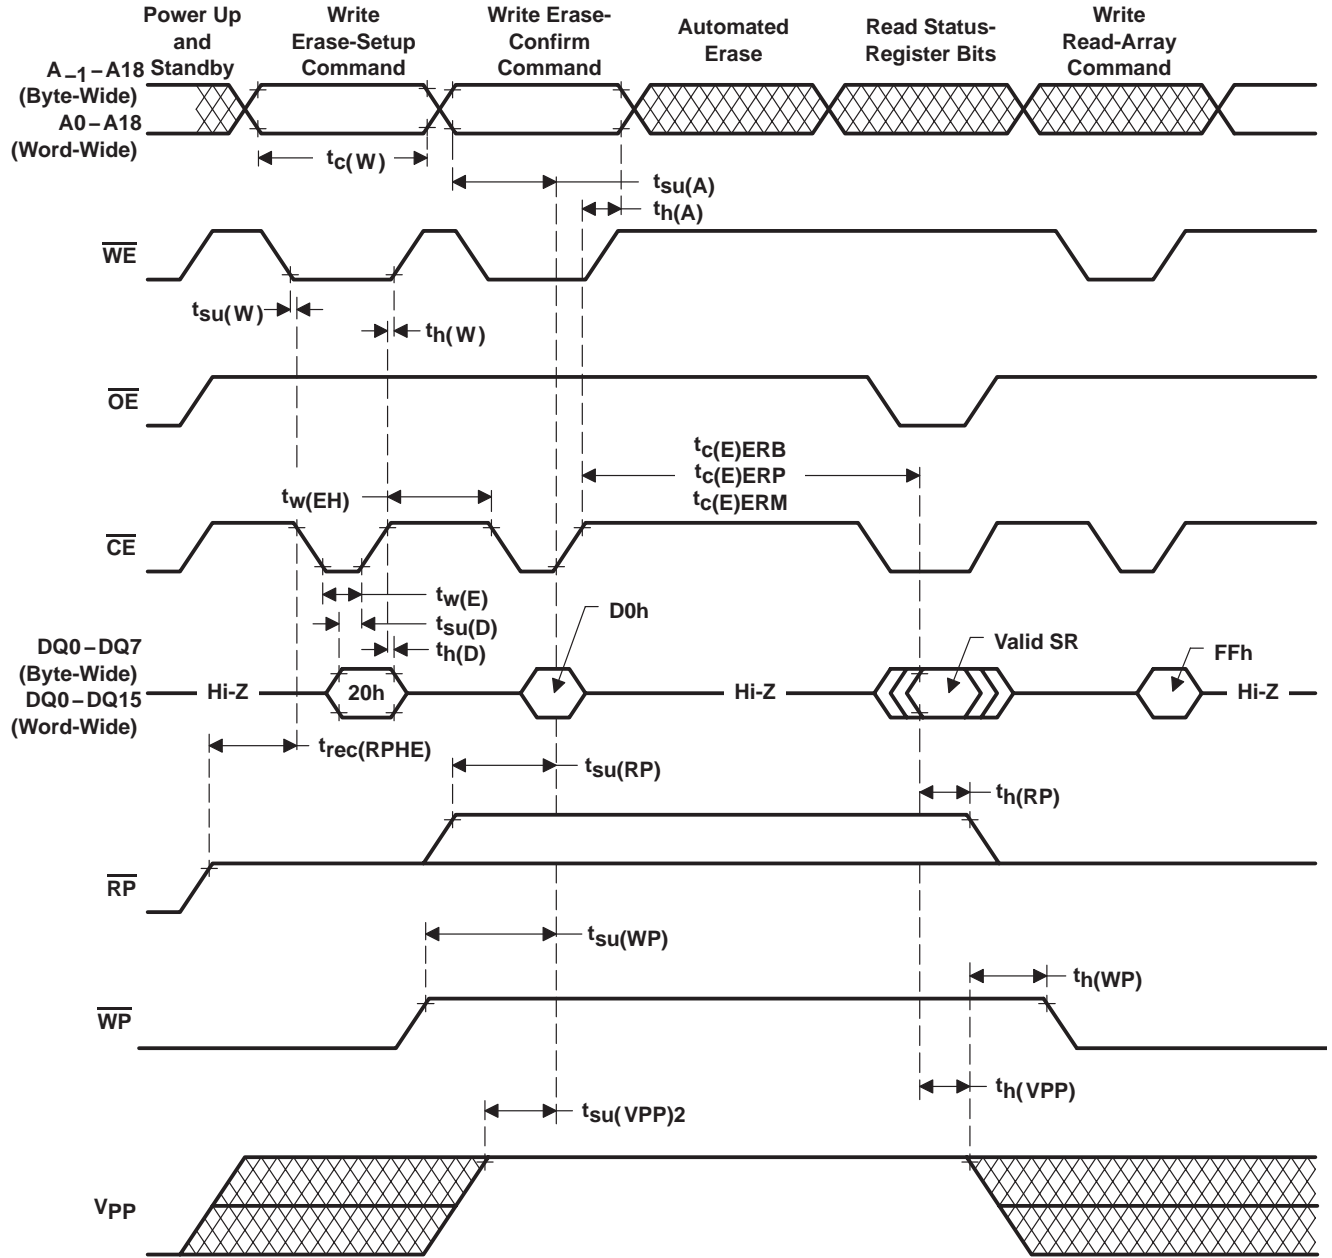 Power Up
and
Standby
Write
Erase-Setup
Command
Write Erase-
Confirm
Command
Automated
Erase
Read Status-
Register Bits
Write
Read-Array
Command
A–1–A18
(Byte-Wide)
A0–A18
(Word-Wide)
tc(W)
tsu(A)
th(A)
WE
tsu(W)
th(W)
OE
tc(E)ERB
tc(E)ERP
tc(E)ERM
tw(EH)
CE
tw(E)
tsu(D)
th(D)
D0h
Valid SR
FFh
DQ0–DQ7
(Byte-Wide)
DQ0–DQ15
(Word-Wide)
Hi-Z
20h
Hi-Z
Hi-Z
trec(RPHE)
tsu(RP)
th(RP)
RP
tsu(WP)
th(WP)
WP
th(VPP)
tsu(VPP)2
VPP